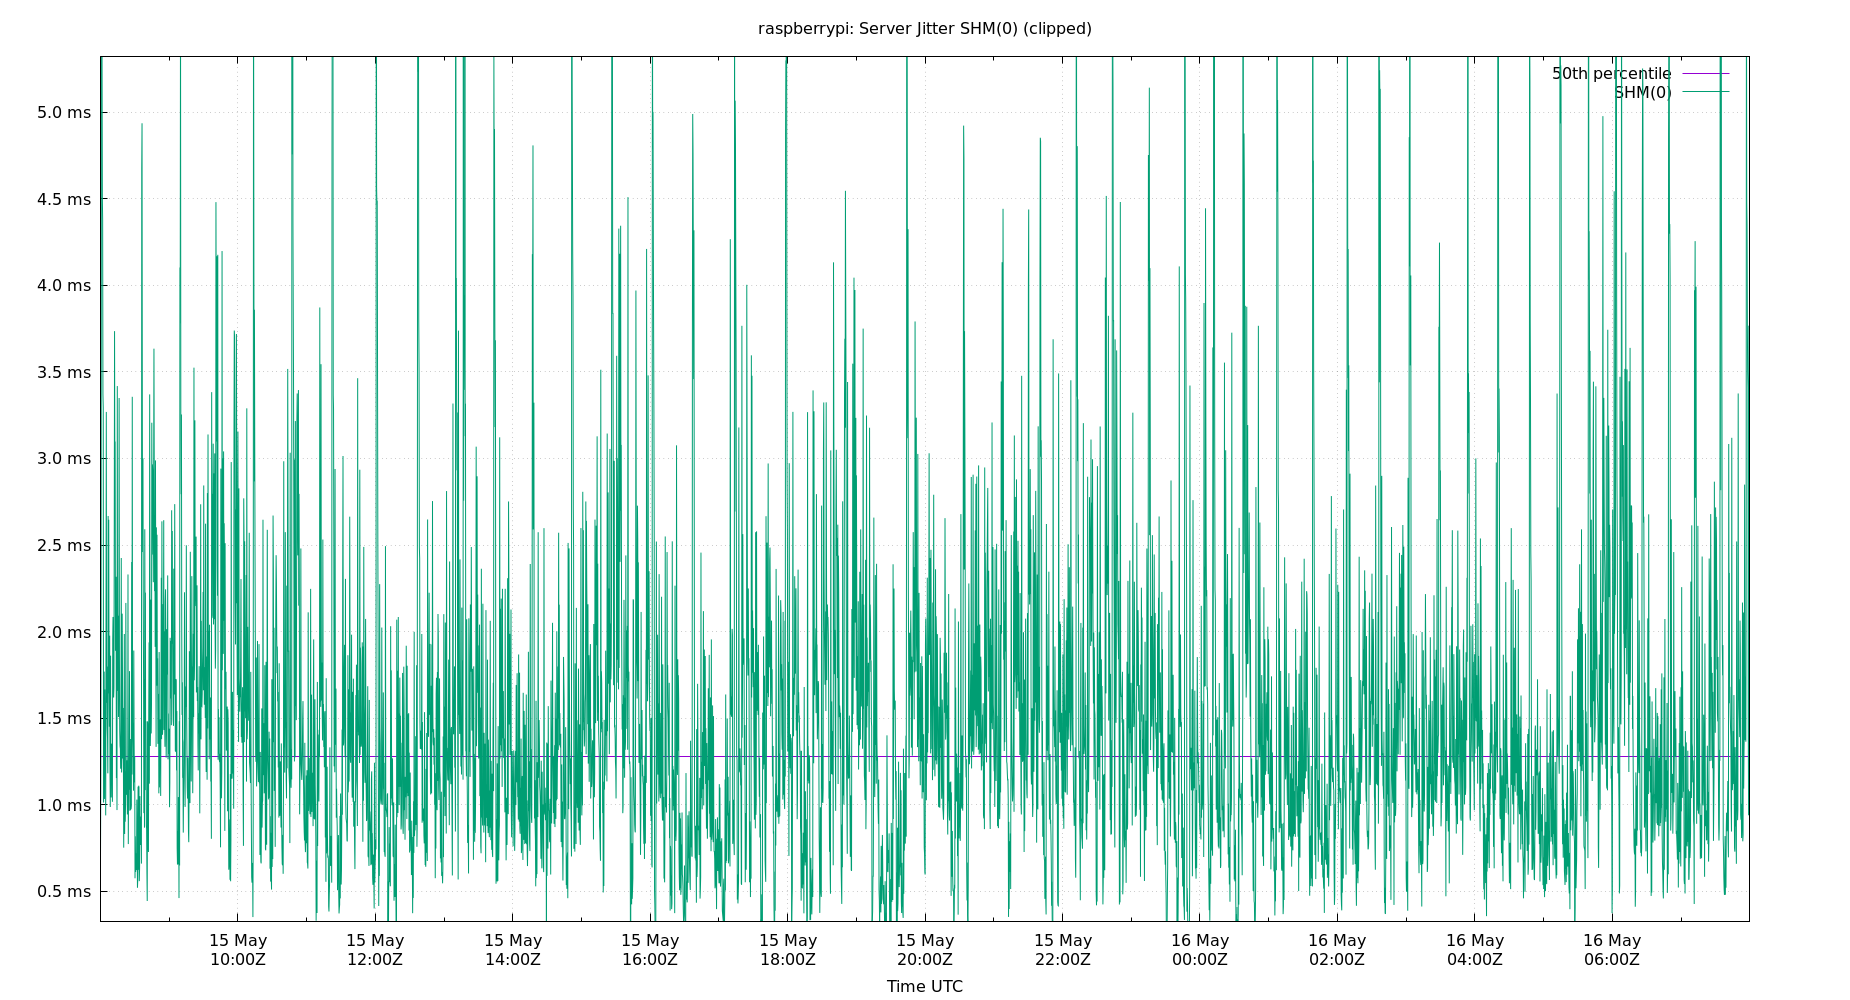 raspberrypi: Server Jitter SHM(0) (clipped)
50th percentile
SHM(0)
5.0 ms
4.5 ms
4.0 ms
3.5 ms
3.0 ms
2.5 ms
2.0 ms
1.5 ms
1.0 ms
0.5 ms
15 May 15 May 15 May 15 May 15 May 15 May 15 May 16 May 16 May 16 May 16 May
10:00Z 12:00Z 14:00Z 16:00Z 18:00Z 20:00Z 22:00Z 00:00Z 02:00Z 04:00Z 06:00Z
Time UTC